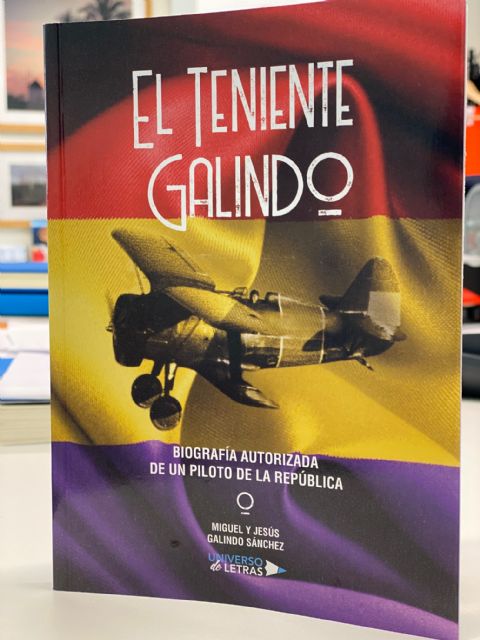 EL TENIENTE
GALINDO
BIOGRAFÍA AUTORIZADA
DE UN PILOTO DE LA REPÚBLICA
MIGUEL Y JESÚS
GALINDO SÁNCHEZ
UNIVERSO
de LETRAS